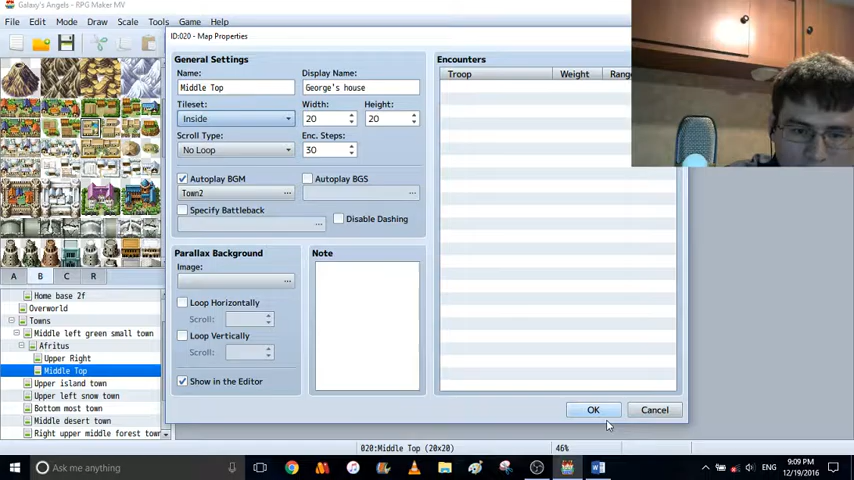 Galaxy's Angels - RPG Maker MV
File Edit Mode Draw Scale Tools Game Help
ID:020 - Map Properties
General Settings
Name:
Middle Top
Display Name:
George's house
Tileset:
Inside
Width:
20
Height:
20
Scroll Type:
No Loop
Enc. Steps:
30
Autoplay BGM
Town2
...
Autoplay BGS
...
Specify Battleback
...
Disable Dashing
Parallax Background
Image:
...
Loop Horizontally
Scroll:
Loop Vertically
Scroll:
Show in the Editor
Note
Encounters
Troop Weight Rang
OK Cancel
A B C R
Home base 2f
Overworld
Towns
Middle left green small town
Afritus
Upper Right
Middle Top
Upper island town
Upper left snow town
Bottom most town
Middle desert town
Right upper middle forest town
020:Middle Top (20x20)
46%
Ask me anything
ENG
9:09 PM
12/19/2016